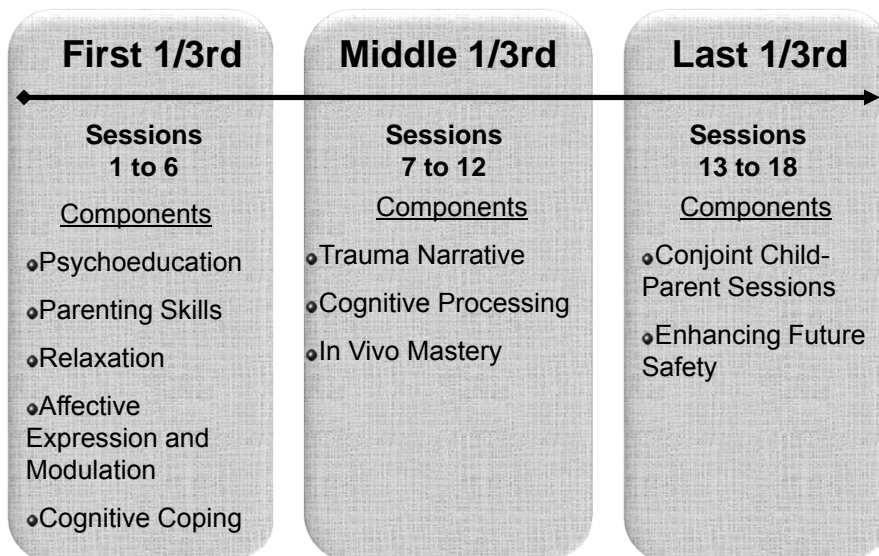 First 1/3rd
Sessions
1 to 6
Components
Psychoeducation
Parenting Skills
Relaxation
Affective
Expression and
Modulation
Cognitive Coping
Middle 1/3rd
Sessions
7 to 12
Components
Trauma Narrative
Cognitive Processing
In Vivo Mastery
Last 1/3rd
Sessions
13 to 18
Components
Conjoint Child-
Parent Sessions
Enhancing Future
Safety